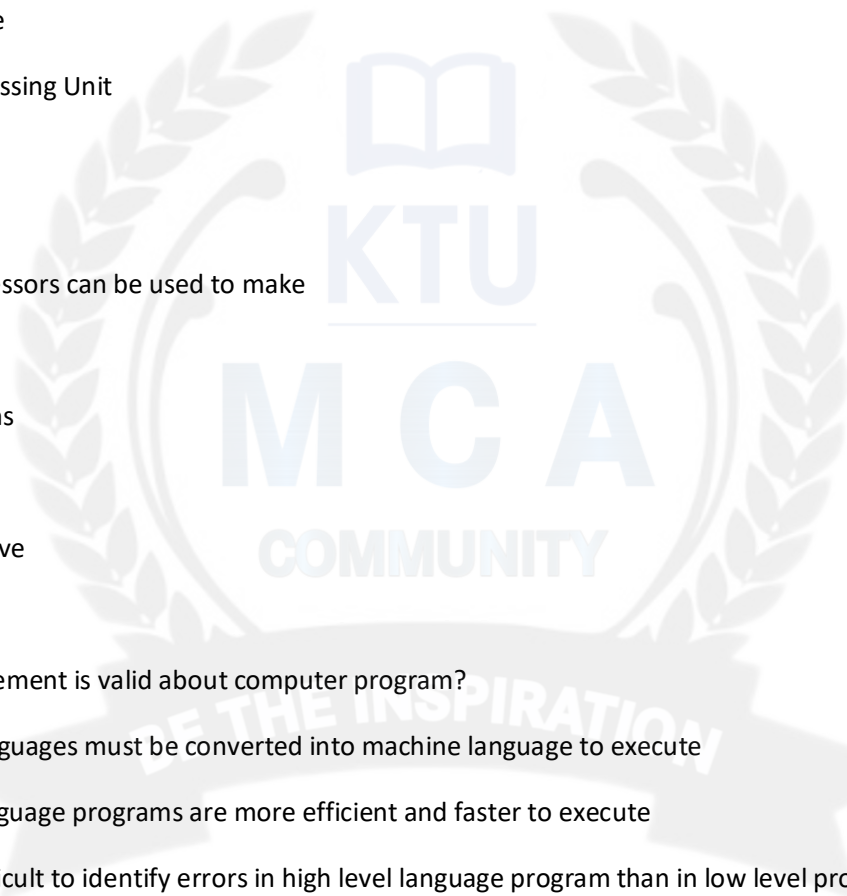 e
ssing Unit
KTU
ssors can be used to make
M C A
ns
ve
COMMUNITY
ement is valid about computer program?
BE THE INSPIRATION
guages must be converted into machine language to execute
guage programs are more efficient and faster to execute
icult to identify errors in high level language program than in low level pro